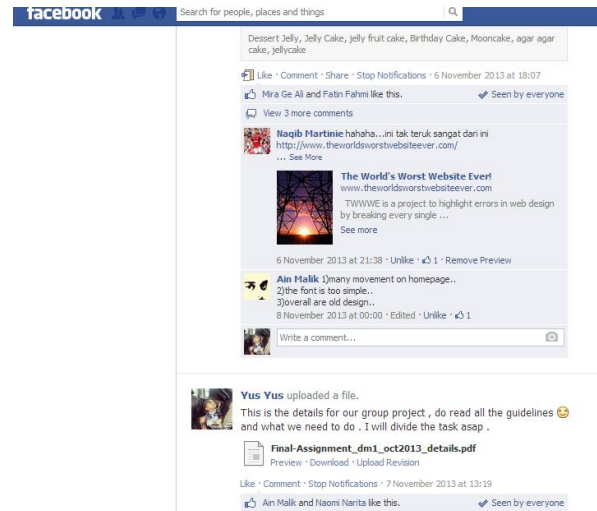 facebook
Search for people, places and things
Dessert Jelly, Jelly Cake, jelly fruit cake, Birthday Cake, Mooncake, agar agar
cake, jellycake
Like · Comment · Share · Stop Notifications · 6 November 2013 at 18:07
Mira Ge Ali and Fatin Fahmi like this.
Seen by everyone
View 3 more comments
Naqib Martinie hahaha...ini tak teruk sangat dari ini
http://www.theworldsworstwebsiteever.com/
... See More
The World's Worst Website Ever!
www.theworldsworstwebsiteever.com
TWWWE is a project to highlight errors in web design
by breaking every single ...
See more
6 November 2013 at 21:38 · Unlike · 1 · Remove Preview
Ain Malik 1)many movement on homepage..
2)the font is too simple..
3)overall are old design..
8 November 2013 at 00:00 · Edited · Unlike · 1
Write a comment...
Yus Yus uploaded a file.
This is the details for our group project , do read all the guidelines
and what we need to do . I will divide the task asap .
Final-Assignment_dm1_oct2013_details.pdf
Preview · Download · Upload Revision
Like · Comment · Stop Notifications · 7 November 2013 at 13:19
Ain Malik and Naomi Narita like this.
Seen by everyone